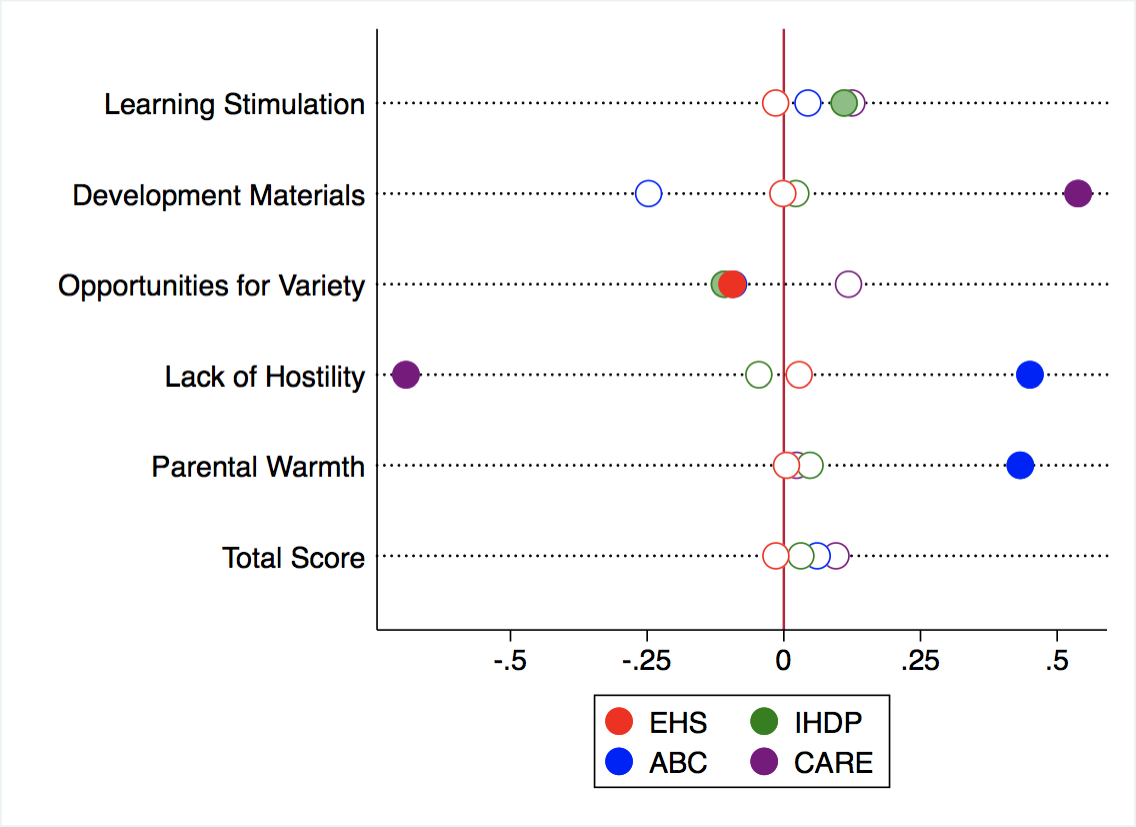 Learning Stimulation
Development Materials
Opportunities for Variety
Lack of Hostility
Parental Warmth
Total Score
-.5 -.25 0 .25 .5
EHS IHDP
ABC CARE